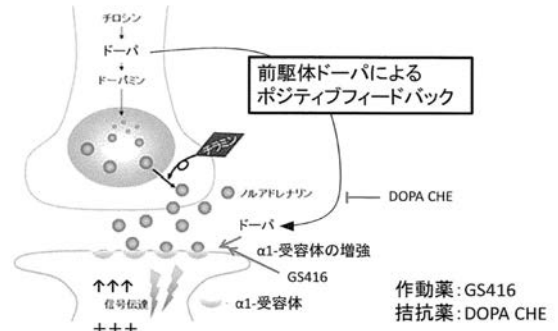 チロシン
ドーパ
ドーパミン
前駆体ドーパによる
ポジティブフィードバック
チラミン
ノルアドレナリン
DOPA CHE
ドーパ
α1-受容体の増強
GS416
信号伝達
α1-受容体
作動薬:GS416
拮抗薬:DOPA CHE